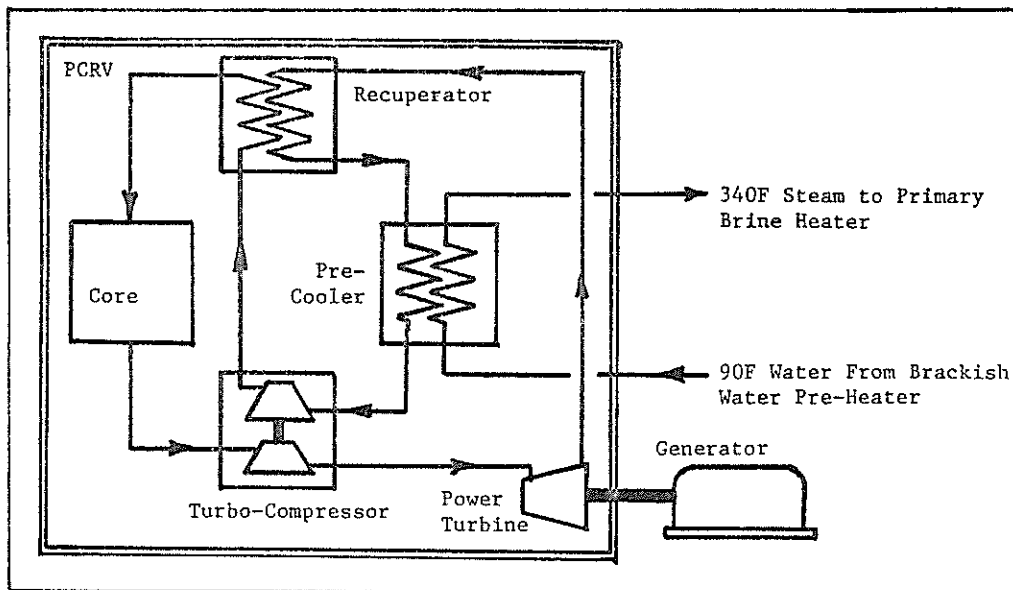 PCRV
Recuperator
340F Steam to Primary
Brine Heater
Pre-
Cooler
Core
90F Water From Brackish
Water Pre-Heater
Generator
Turbo-Compressor
Power
Turbine